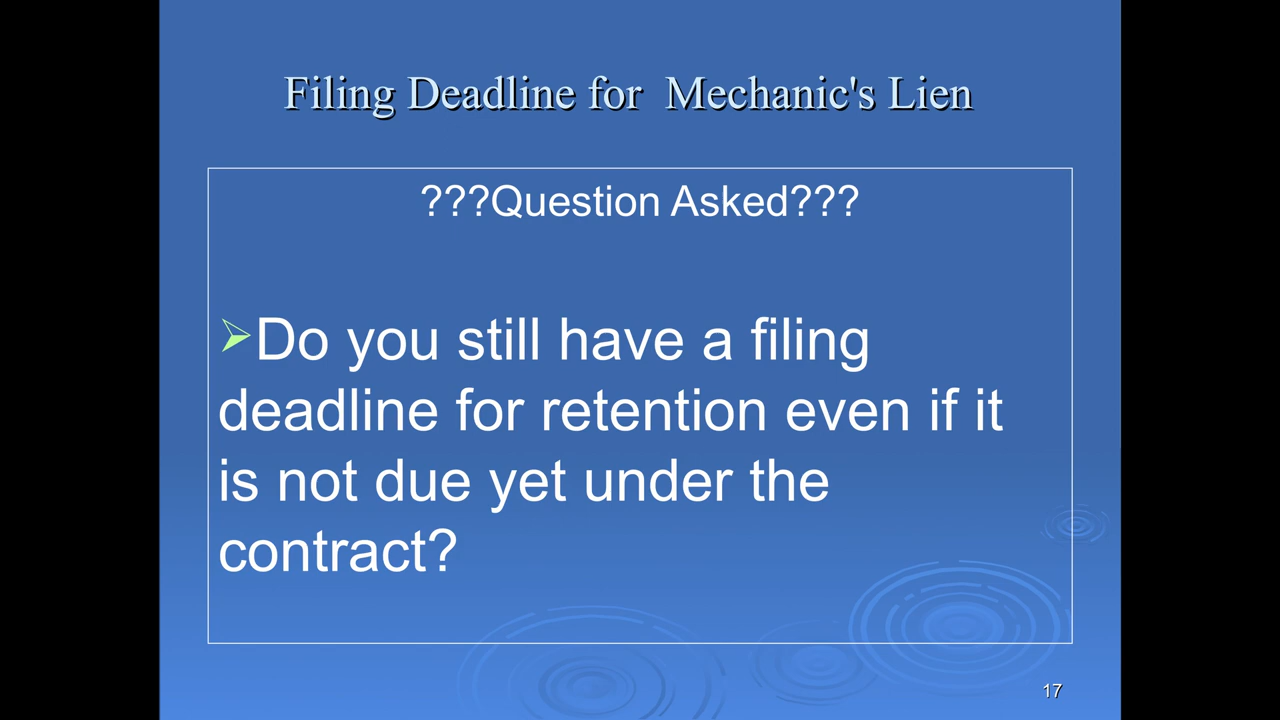 Filing Deadline for  Mechanic's Lien
???Question Asked???
Do you still have a filing
deadline for retention even if it
is not due yet under the
contract?
17